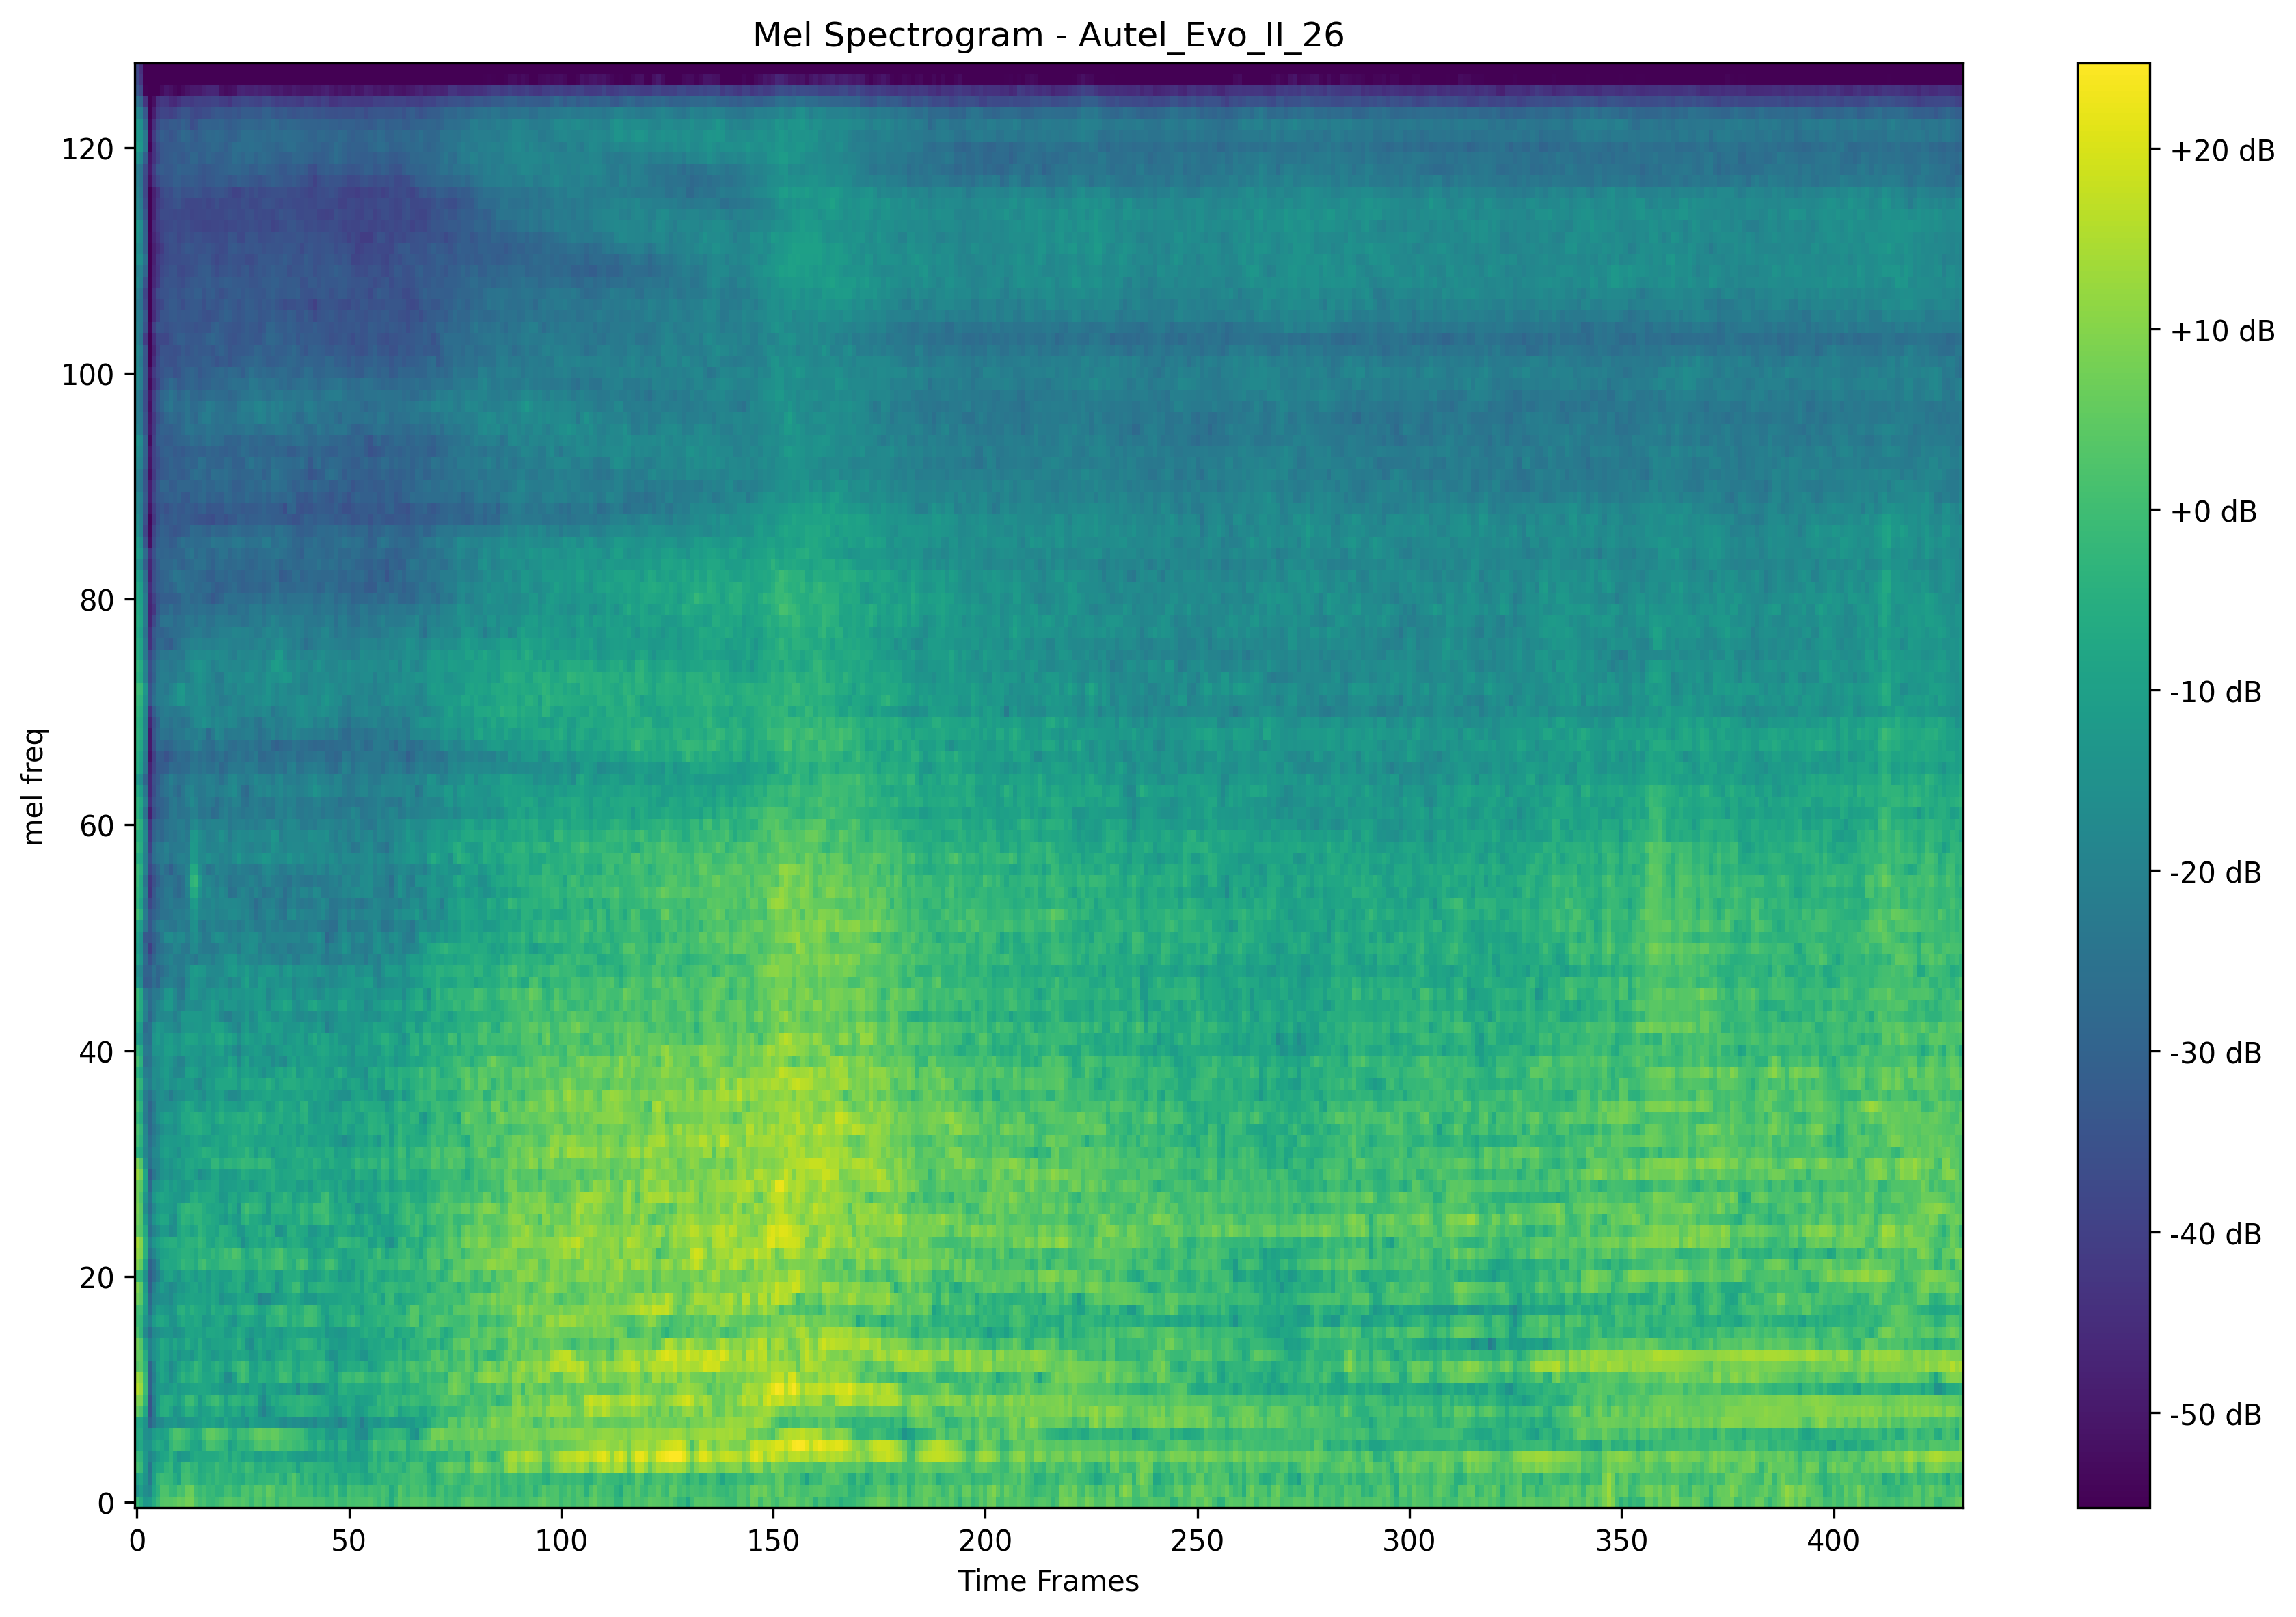 Mel Spectrogram - Autel_Evo_II_26
mel freq
120
100
80
60
40
20
0
0 50 100 150 200 250 300 350 400
Time Frames
+20 dB
+10 dB
+0 dB
-10 dB
-20 dB
-30 dB
-40 dB
-50 dB